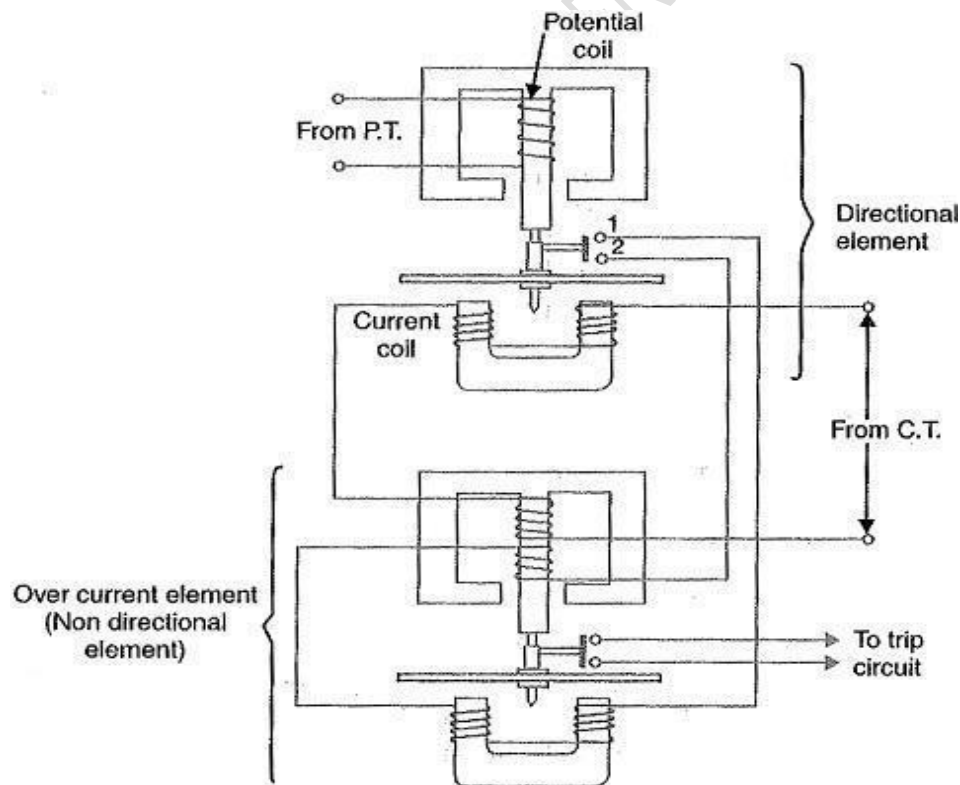 Potential
coil
From P.T.
1
2
Directional
element
Current
coil
From C.T.
Over current element
(Non directional
element)
To trip
circuit